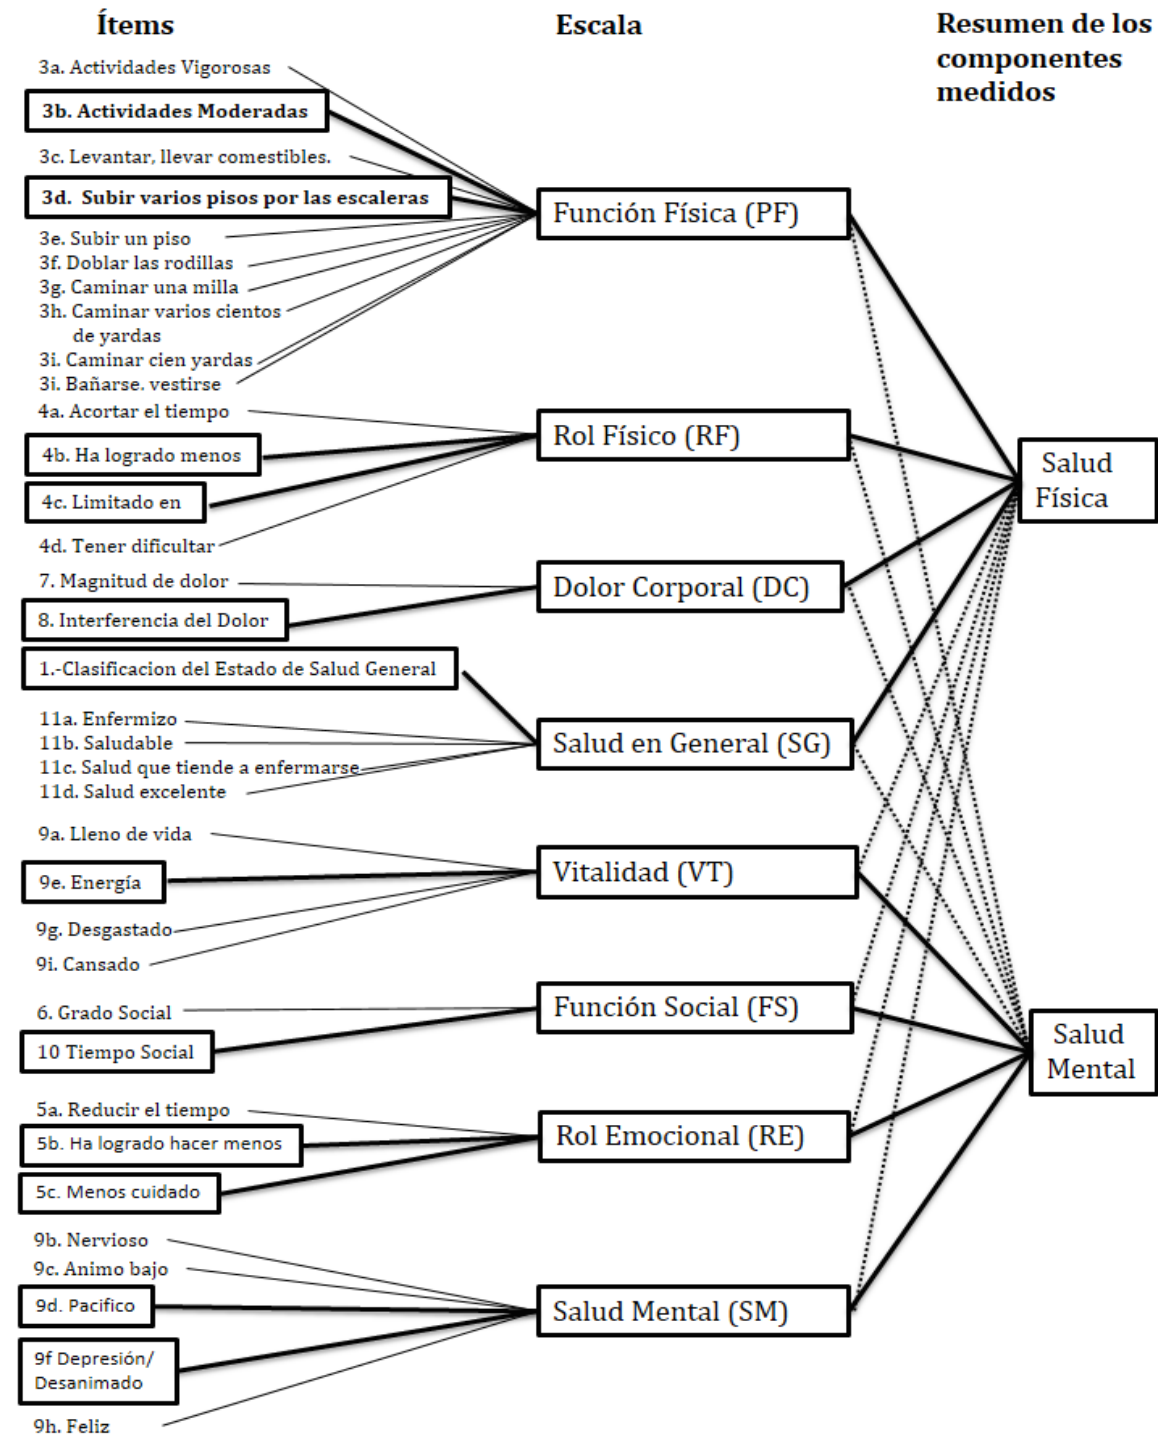 Ítems
Escala
Resumen de los
componentes
medidos
3a. Actividades Vigorosas
3b. Actividades Moderadas
3c. Levantar, llevar comestibles.
3d. Subir varios pisos por las escaleras
3e. Subir un piso
3f. Doblar las rodillas
3g. Caminar una milla
3h. Caminar varios cientos
de yardas
3i. Caminar cien yardas
3i. Bañarse. vestirse
Función Física (PF)
4a. Acortar el tiempo
4b. Ha logrado menos
4c. Limitado en
4d. Tener dificultar
Rol Físico (RF)
7. Magnitud de dolor
8. Interferencia del Dolor
Dolor Corporal (DC)
1.-Clasificacion del Estado de Salud General
11a. Enfermizo
11b. Saludable
11c. Salud que tiende a enfermarse
11d. Salud excelente
Salud en General (SG)
9a. Lleno de vida
9e. Energía
9g. Desgastado
9i. Cansado
Vitalidad (VT)
6. Grado Social
10 Tiempo Social
Función Social (FS)
5a. Reducir el tiempo
5b. Ha logrado hacer menos
5c. Menos cuidado
Rol Emocional (RE)
9b. Nervioso
9c. Animo bajo
9d. Pacifico
9f Depresión/
Desanimado
9h. Feliz
Salud Mental (SM)
Salud
Física
Salud
Mental